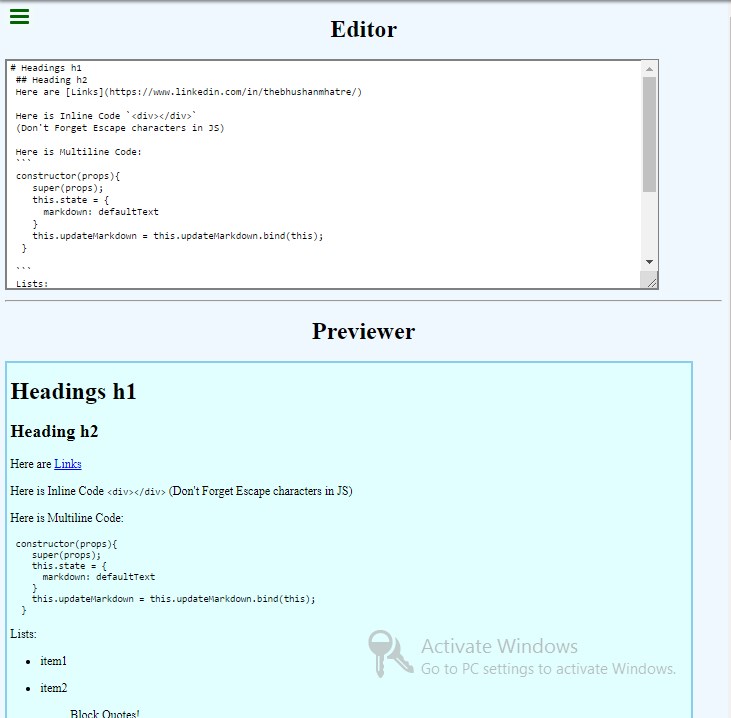 Editor
# Headings h1
## Heading h2
Here are [Links](https://www.linkedin.com/in/thebhushanmhatre/)
Here is Inline Code `<div></div>`
(Don't Forget Escape characters in JS)
Here is Multiline Code:
```
constructor(props){
super(props);
this.state = {
markdown: defaultText
}
this.updateMarkdown = this.updateMarkdown.bind(this);
}
```
Lists:
Previewer
Headings h1
Heading h2
Here are Links
Here is Inline Code <div></div> (Don't Forget Escape characters in JS)
Here is Multiline Code:
constructor(props){
super(props);
this.state = {
markdown: defaultText
}
this.updateMarkdown = this.updateMarkdown.bind(this);
}
Lists:
• item1
• item2
Block Quotes!
Activate Windows
Go to PC settings to activate Windows.